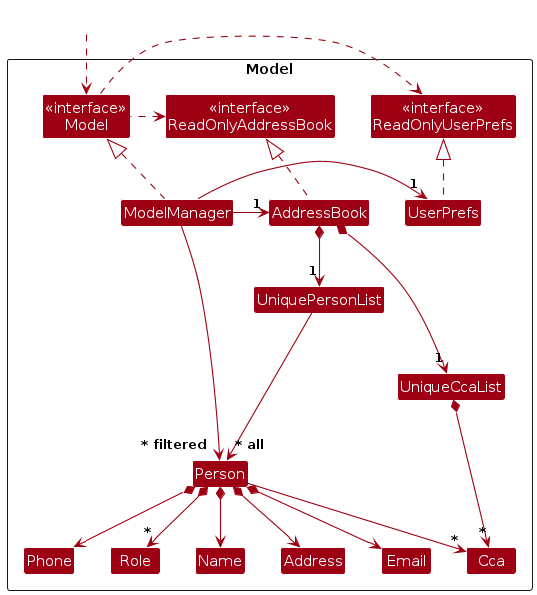 Model
«interface»
Model
«interface»
ReadOnlyAddressBook
«interface»
ReadOnlyUserPrefs
1
1
ModelManager
AddressBook
UserPrefs
1
UniquePersonList
1
UniqueCcaList
* filtered
* all
Person
*
*
*
Phone
Role
Name
Address
Email
Cca